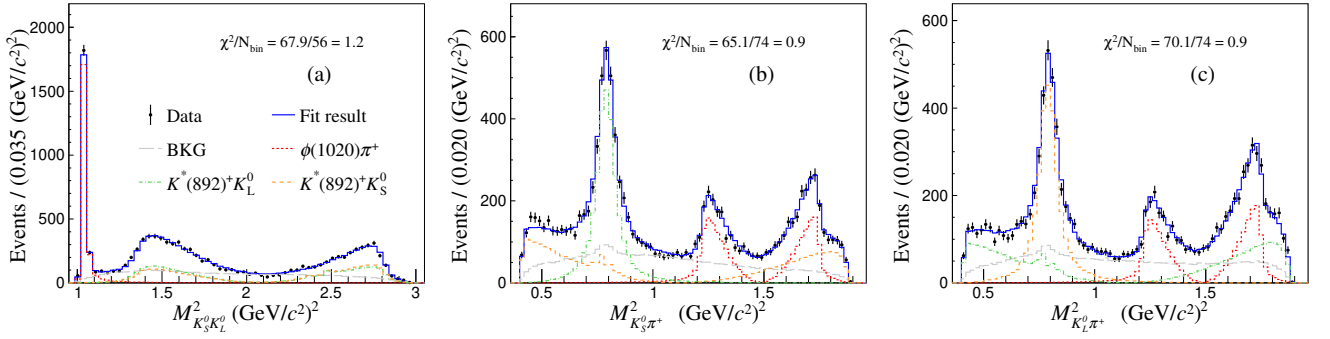 Events / (0.035 (GeV/c²)²)
2000
1500
1000
500
0
χ²/N_bin = 67.9/56 = 1.2
(a)
Data
Fit result
BKG
ϕ(1020)π⁺
K*(892)⁺K⁰_L
K*(892)⁺K⁰_S
1 1.5 2 2.5 3
M²_{K⁰_S K⁰_L} (GeV/c²)²
Events / (0.020 (GeV/c²)²)
600
400
200
0
χ²/N_bin = 65.1/74 = 0.9
(b)
0.5 1 1.5
M²_{K⁰_S π⁺} (GeV/c²)²
Events / (0.020 (GeV/c²)²)
600
400
200
0
χ²/N_bin = 70.1/74 = 0.9
(c)
0.5 1 1.5
M²_{K⁰_L π⁺} (GeV/c²)²